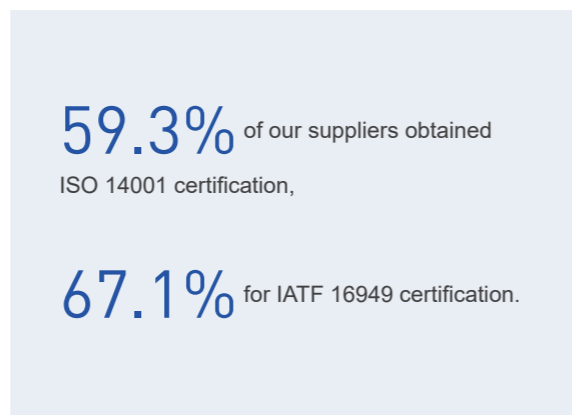 59.3% of our suppliers obtained
ISO 14001 certification,
67.1% for IATF 16949 certification.